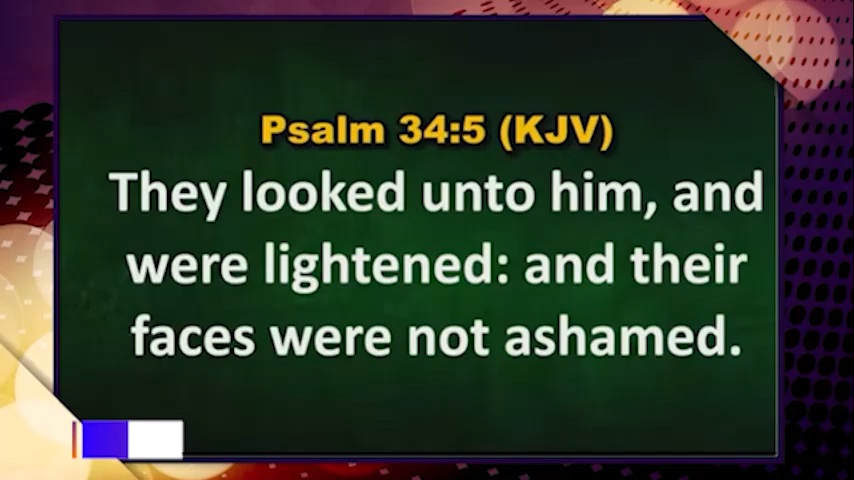 Psalm 34:5 (KJV)
They looked unto him, and
were lightened: and their
faces were not ashamed.